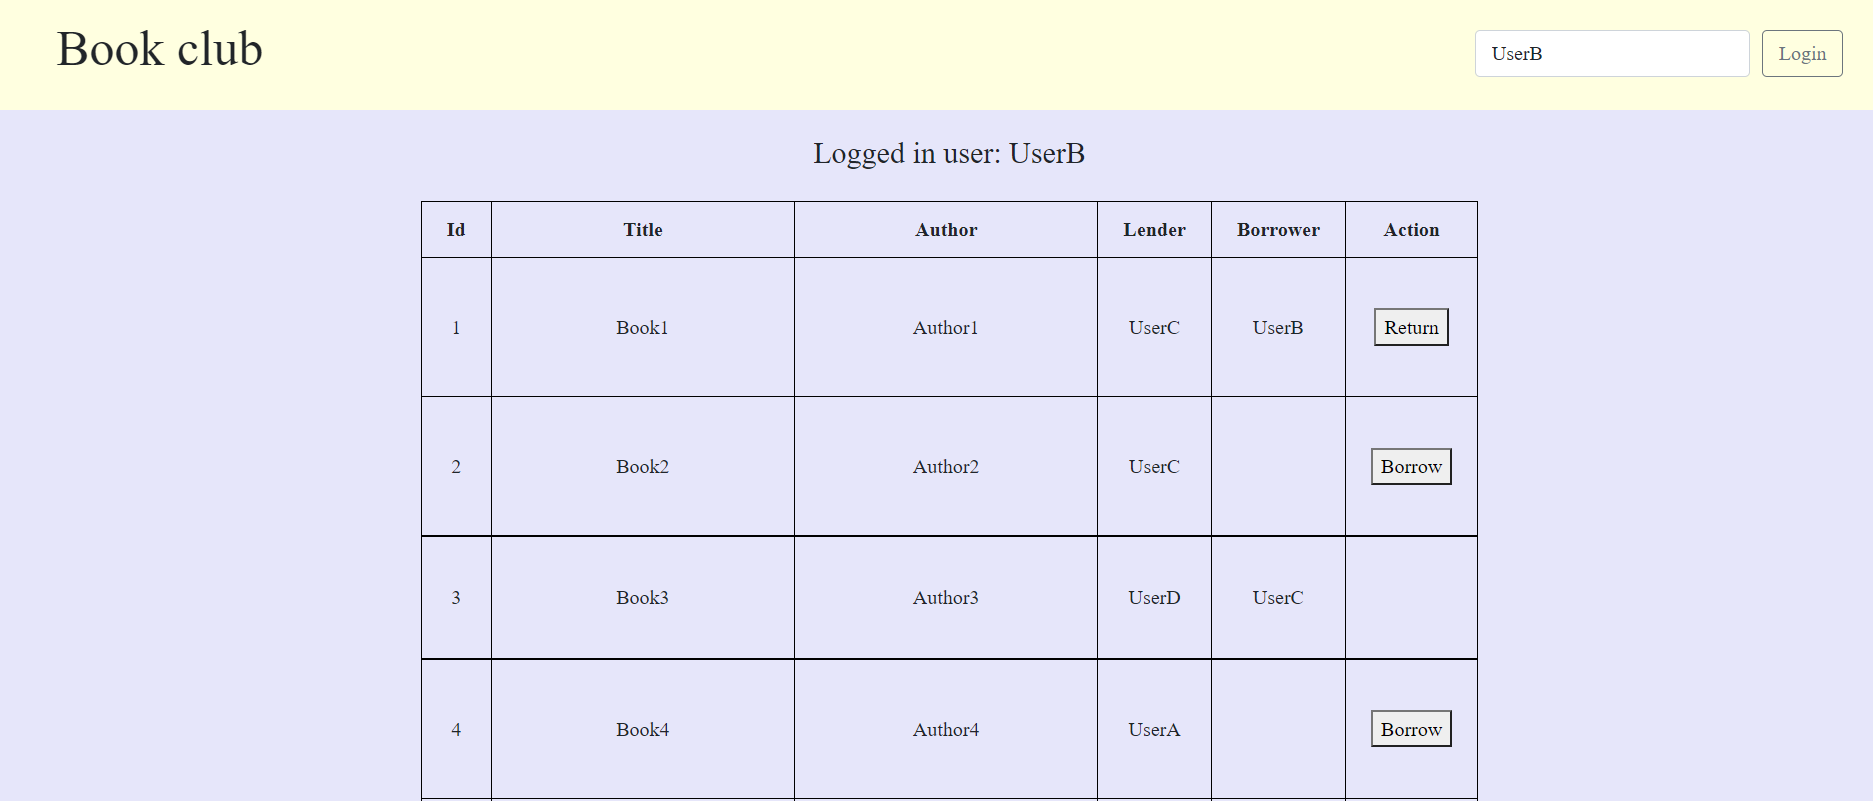 Book club
UserB Login
Logged in user: UserB
Id Title Author Lender Borrower Action
1 Book1 Author1 UserC UserB Return
2 Book2 Author2 UserC Borrow
3 Book3 Author3 UserD UserC
4 Book4 Author4 UserA Borrow